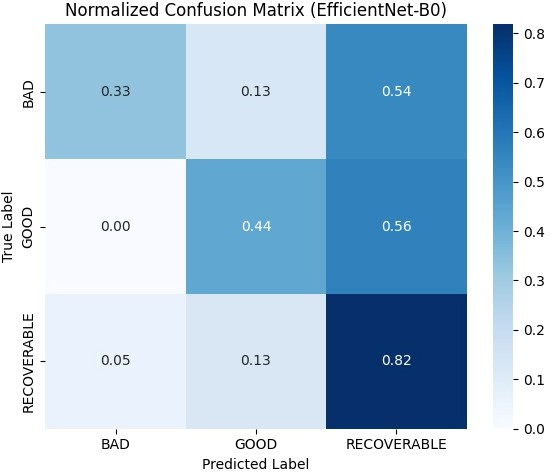 Normalized Confusion Matrix (EfficientNet-B0)
True Label
BAD
0.33 0.13 0.54
GOOD
0.00 0.44 0.56
RECOVERABLE
0.05 0.13 0.82
BAD GOOD RECOVERABLE
Predicted Label
0.8
0.7
0.6
0.5
0.4
0.3
0.2
0.1
0.0